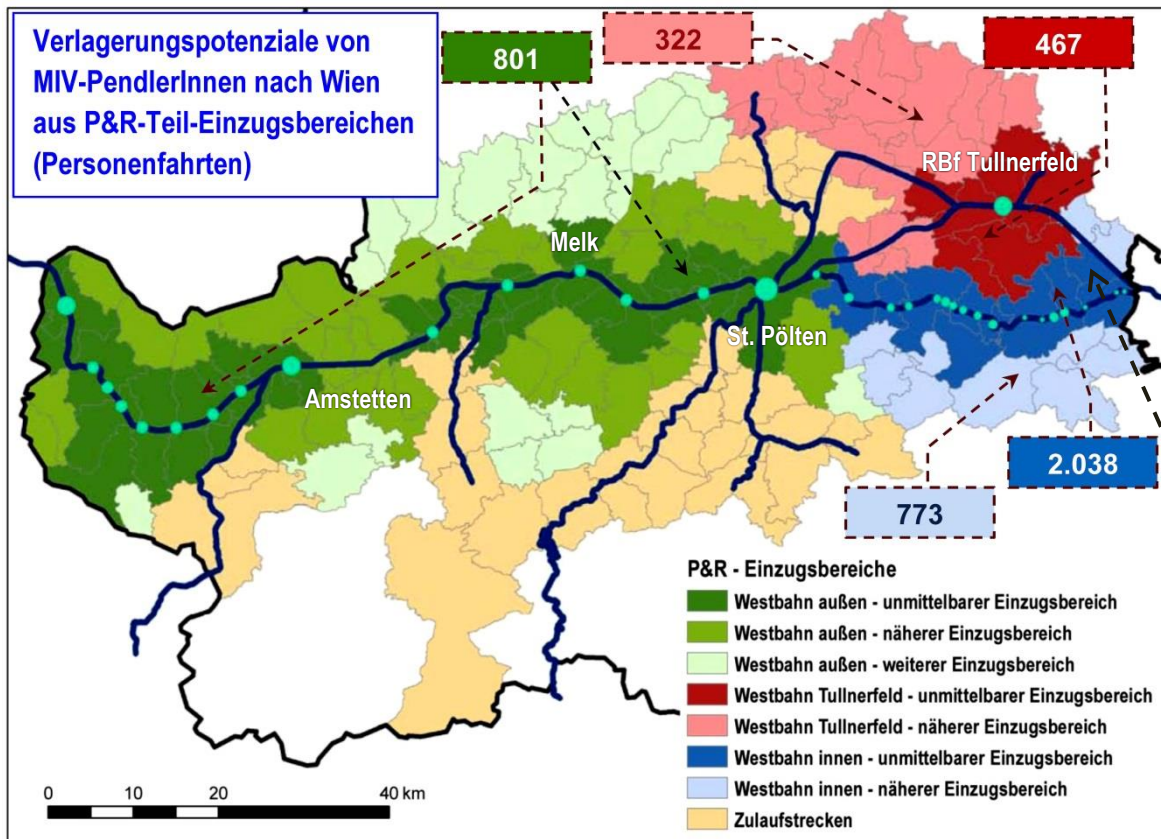 Verlagerungspotenziale von
MIV-PendlerInnen nach Wien
aus P&R-Teil-Einzugsbereichen
(Personenfahrten)
801
322
467
RBf Tullnerfeld
Melk
St. Pölten
Amstetten
2.038
773
P&R - Einzugsbereiche
Westbahn außen - unmittelbarer Einzugsbereich
Westbahn außen - näherer Einzugsbereich
Westbahn außen - weiterer Einzugsbereich
Westbahn Tullnerfeld - unmittelbarer Einzugsbereich
Westbahn Tullnerfeld - näherer Einzugsbereich
Westbahn innen - unmittelbarer Einzugsbereich
Westbahn innen - näherer Einzugsbereich
Zulaufstrecken
0 10 20 40 km